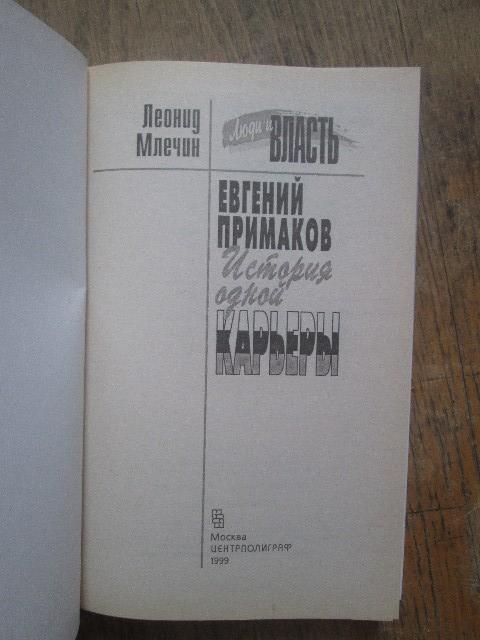 Леонид
Млечин
Люди и
ВЛАСТЬ
ЕВГЕНИЙ
ПРИМАКОВ
История
одной
КАРЬЕРЫ
Москва
ЦЕНТРПОЛИГРАФ
1999